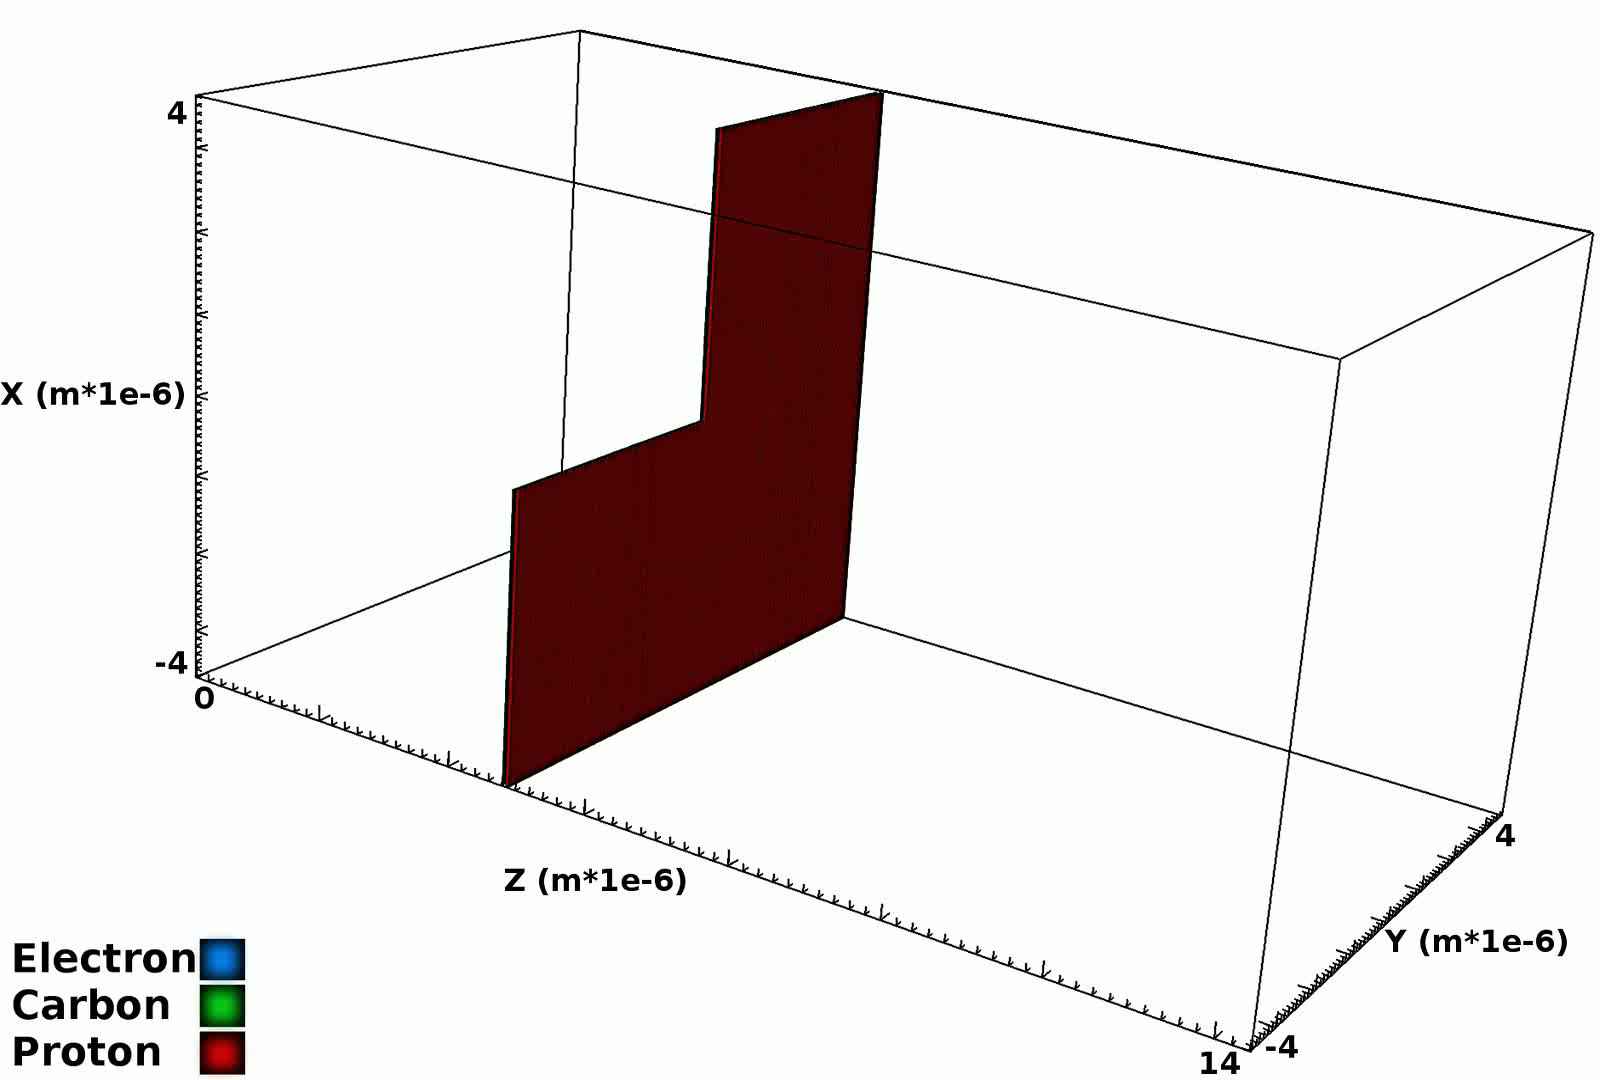 4
X (m*1e-6)
-4
0
Z (m*1e-6)
14
4
Y (m*1e-6)
-4
Electron
Carbon
Proton